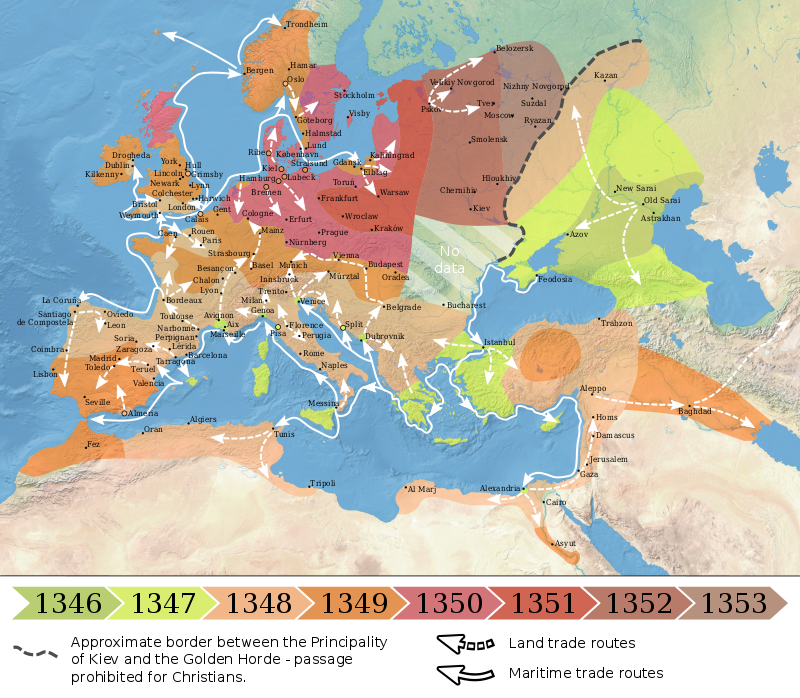 Trondheim
Belozersk
Bergen
Hamar
Oslo
Kazan
Stockholm
Velikiy Novgorod
Nizhny Novgorod
Pskov
Tver
Suzdal
Visby
Moscow
Göteborg
Ryazan
Halmstad
Smolensk
Lund
Ribe
København
Drogheda
Dublin
Kilkenny
York
Hull
Lincoln
Grimsby
Kiel
Stralsund
Gdansk
Kaliningrad
Elblag
Newark
Lynn
Hamburg
Lubeck
Torun
Hloukhiv
Colchester
Harwich
Bremen
Warsaw
Chernihiv
New Sarai
Bristol
London
Gent
Frankfurt
Old Sarai
Weymouth
Calais
Cologne
Erfurt
Wroclaw
Kiev
Astrakhan
Caen
Rouen
Mainz
Prague
Kraków
Azov
Paris
Nürnberg
Strasbourg
Vienna
No
data
Besançon
Basel
Munich
Budapest
Chalon
Innsbruck
Mürztal
Oradea
Feodosia
Lyon
Trento
La Coruña
Bordeaux
Milan
Venice
Belgrade
Bucharest
Santiago
de Compostela
Oviedo
Toulouse
Avignon
Genoa
Leon
Narbonne
Aix
Pisa
Florence
Split
Trabzon
Soria
Perpignan
Marseille
Perugia
Dubrovnik
Istanbul
Coimbra
Zaragoza
Lérida
Madrid
Tarragona
Barcelona
Rome
Lisbon
Toledo
Teruel
Naples
Valencia
Aleppo
Seville
Almeria
Messina
Baghdad
Algiers
Homs
Oran
Tunis
Damascus
Fez
Jerusalem
Gaza
Tripoli
Al Marj
Alexandria
Cairo
Asyut
1346 1347 1348 1349 1350 1351 1352 1353
Approximate border between the Principality
of Kiev and the Golden Horde - passage
prohibited for Christians.
Land trade routes
Maritime trade routes